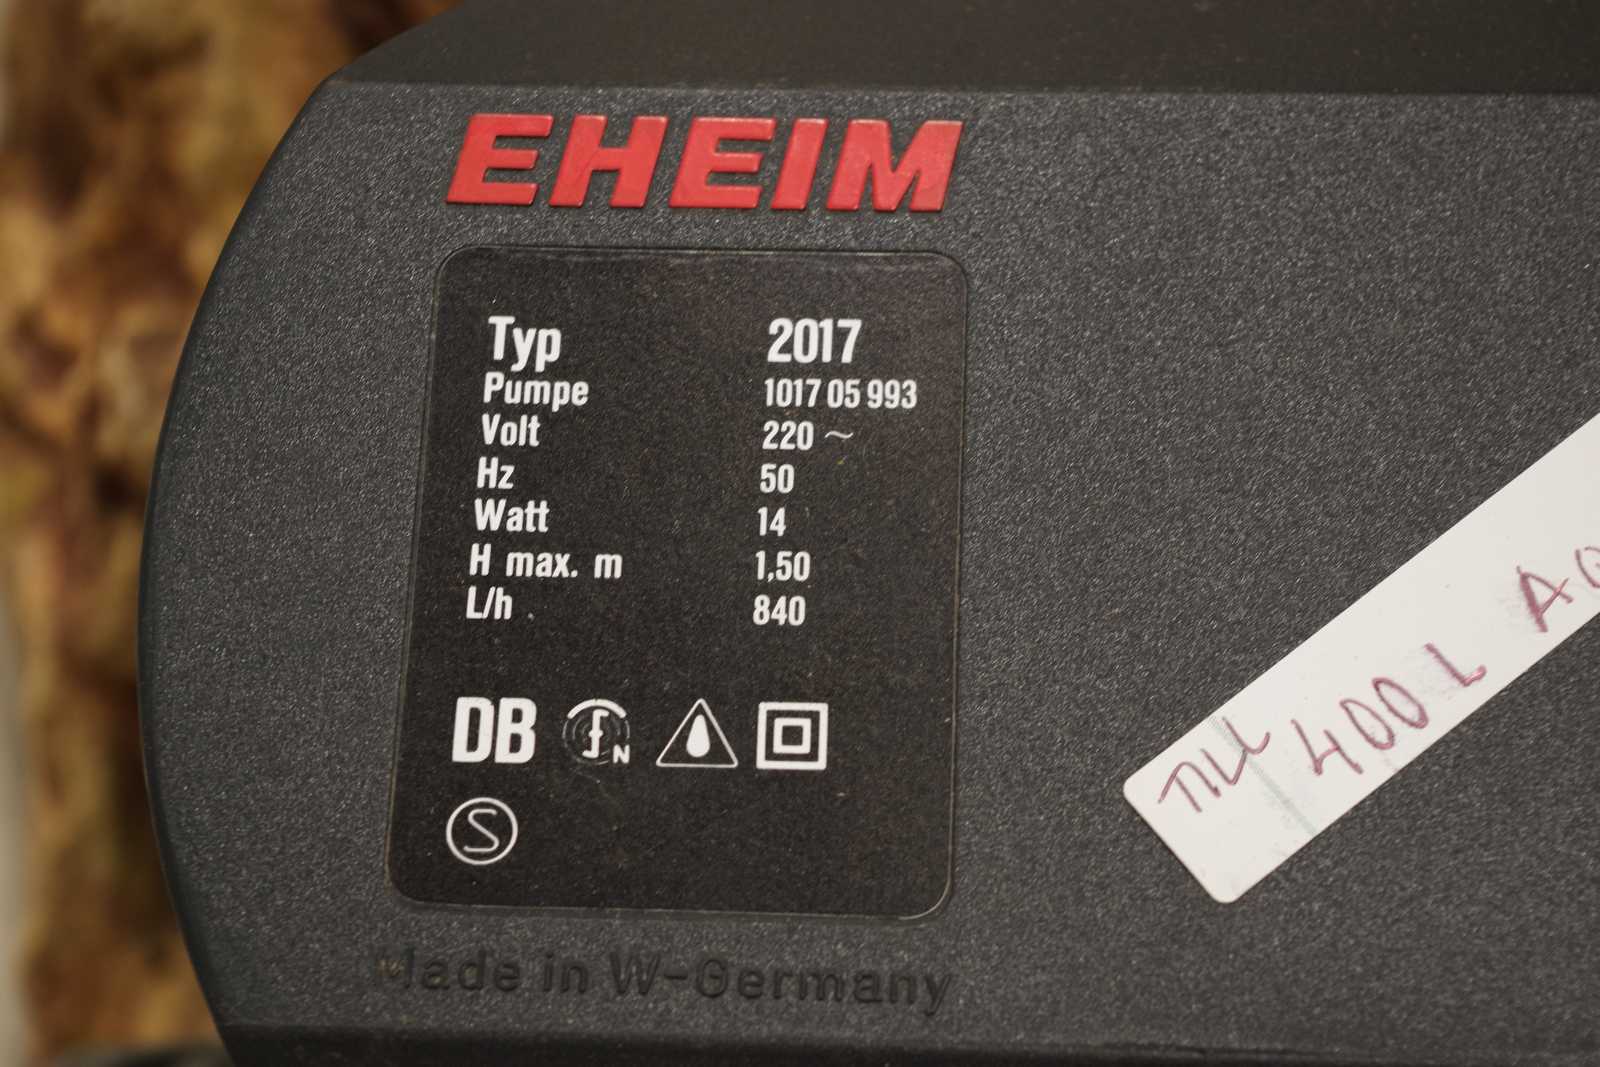 EHEIM
Typ 2017
Pumpe 1017 05 993
Volt 220 ~
Hz 50
Watt 14
H max. m 1,50
L/h 840
DB N
S
Made in W-Germany
TILL 400 L